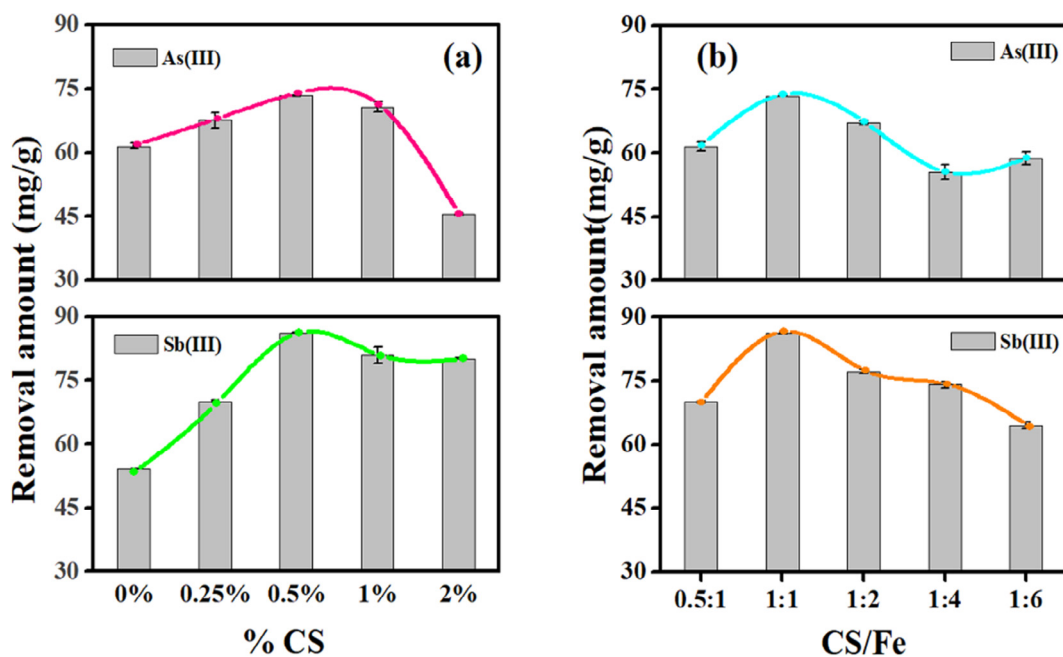 Removal amount (mg/g)
90
75
60
45
30
As(III)
(a)
90
75
60
45
30
Sb(III)
0% 0.25% 0.5% 1% 2%
% CS
Removal amount(mg/g)
90
75
60
45
30
(b)
As(III)
90
75
60
45
30
Sb(III)
0.5:1 1:1 1:2 1:4 1:6
CS/Fe